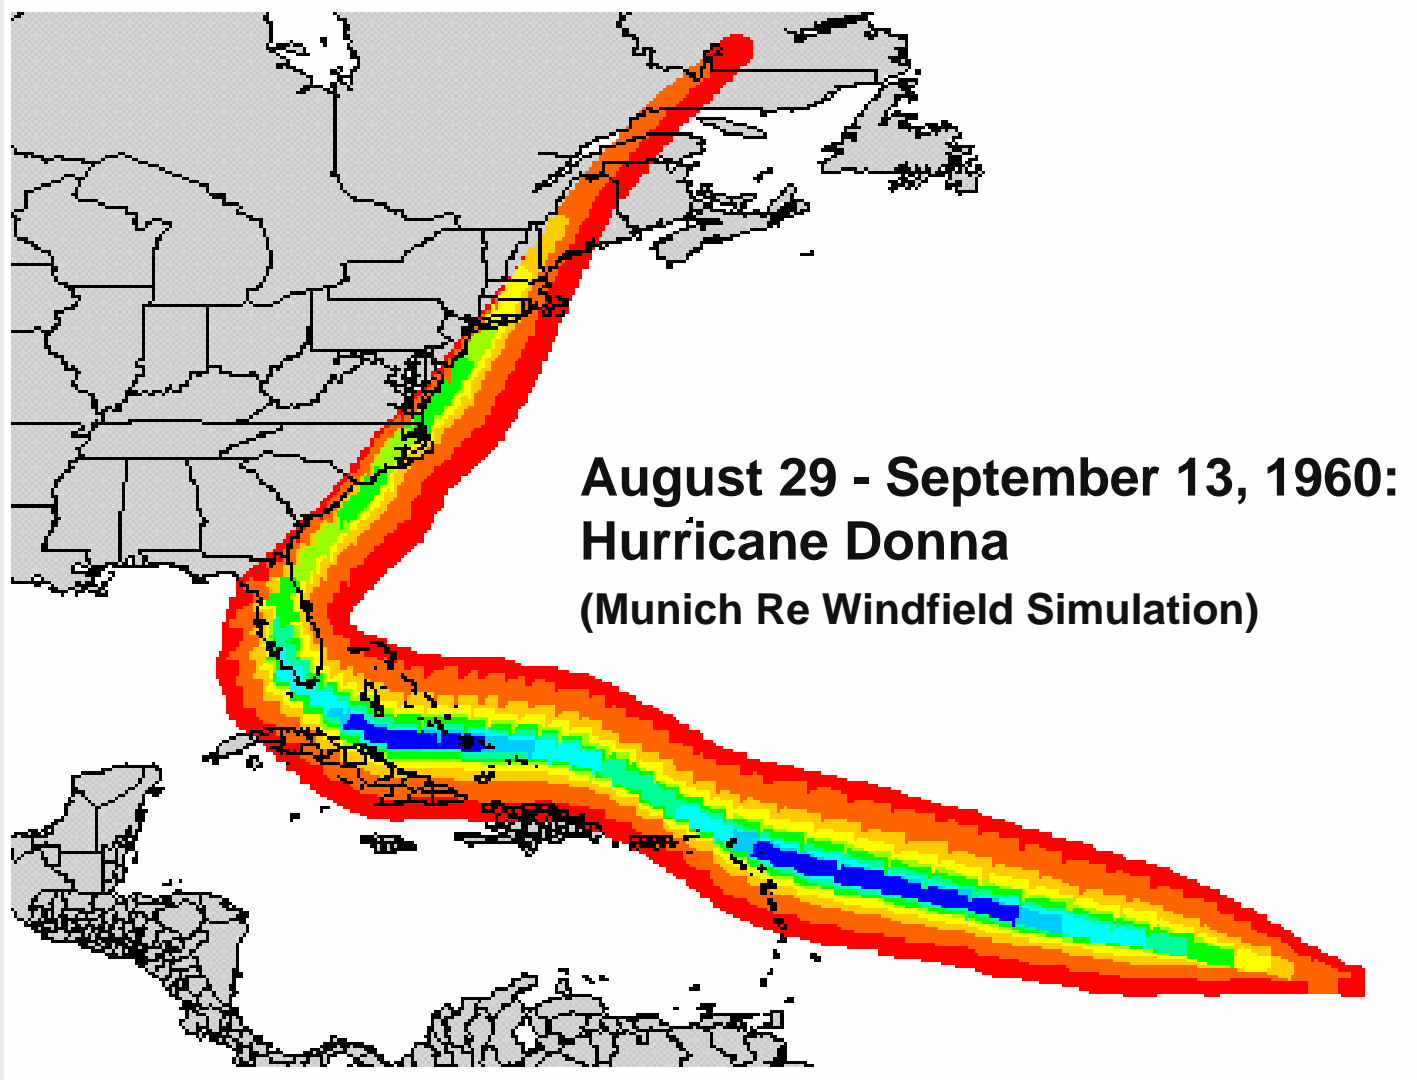 August 29 - September 13, 1960:
Hurricane Donna
(Munich Re Windfield Simulation)